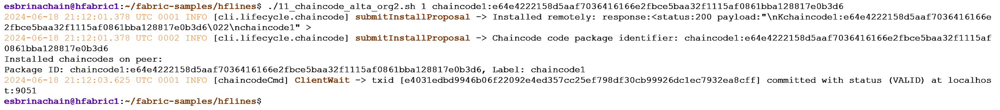 esbrinachain@hfabric1:~/fabric-samples/hflines$ ./11_chaincode_alta_org2.sh 1 chaincode1:e64e4222158d5aaf7036416166e2fbce5baa32f1115af0861bba128817e0b3d6
2024-06-18 21:12:01.378 UTC 0001 INFO [cli.lifecycle.chaincode] submitInstallProposal -> Installed remotely: response:<status:200 payload:"\nKchaincode1:e64e4222158d5aaf7036416166e
2fbce5baa32f1115af0861bba128817e0b3d6\022\nchaincode1" >
2024-06-18 21:12:01.378 UTC 0002 INFO [cli.lifecycle.chaincode] submitInstallProposal -> Chaincode code package identifier: chaincode1:e64e4222158d5aaf7036416166e2fbce5baa32f1115af
0861bba128817e0b3d6
Installed chaincodes on peer:
Package ID: chaincode1:e64e4222158d5aaf7036416166e2fbce5baa32f1115af0861bba128817e0b3d6, Label: chaincode1
2024-06-18 21:12:03.625 UTC 0001 INFO [chaincodeCmd] ClientWait -> txid [e4031edbd9946b06f22092e4ed357cc25ef798df30cb99926dc1ec7932ea8cff] committed with status (VALID) at localhos
t:9051
esbrinachain@hfabric1:~/fabric-samples/hflines$